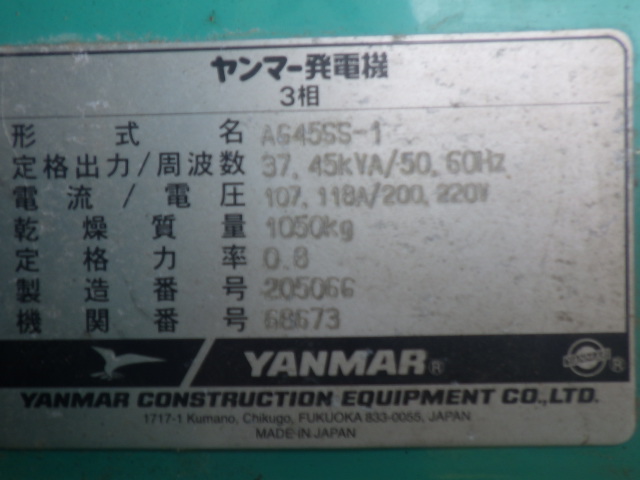 ヤンマー発電機
3相
形式名 AG45SS-1
定格出力/周波数 37,45kVA/50,60Hz
電流/電圧 107,118A/200,220V
乾燥質量 1050kg
定格力率 0.8
製造番号 205066
機関番号 68673
YANMAR®
YANMAR CONSTRUCTION EQUIPMENT CO.,LTD.
1717-1 Kumano, Chikugo, FUKUOKA 833-0055, JAPAN
MADE IN JAPAN